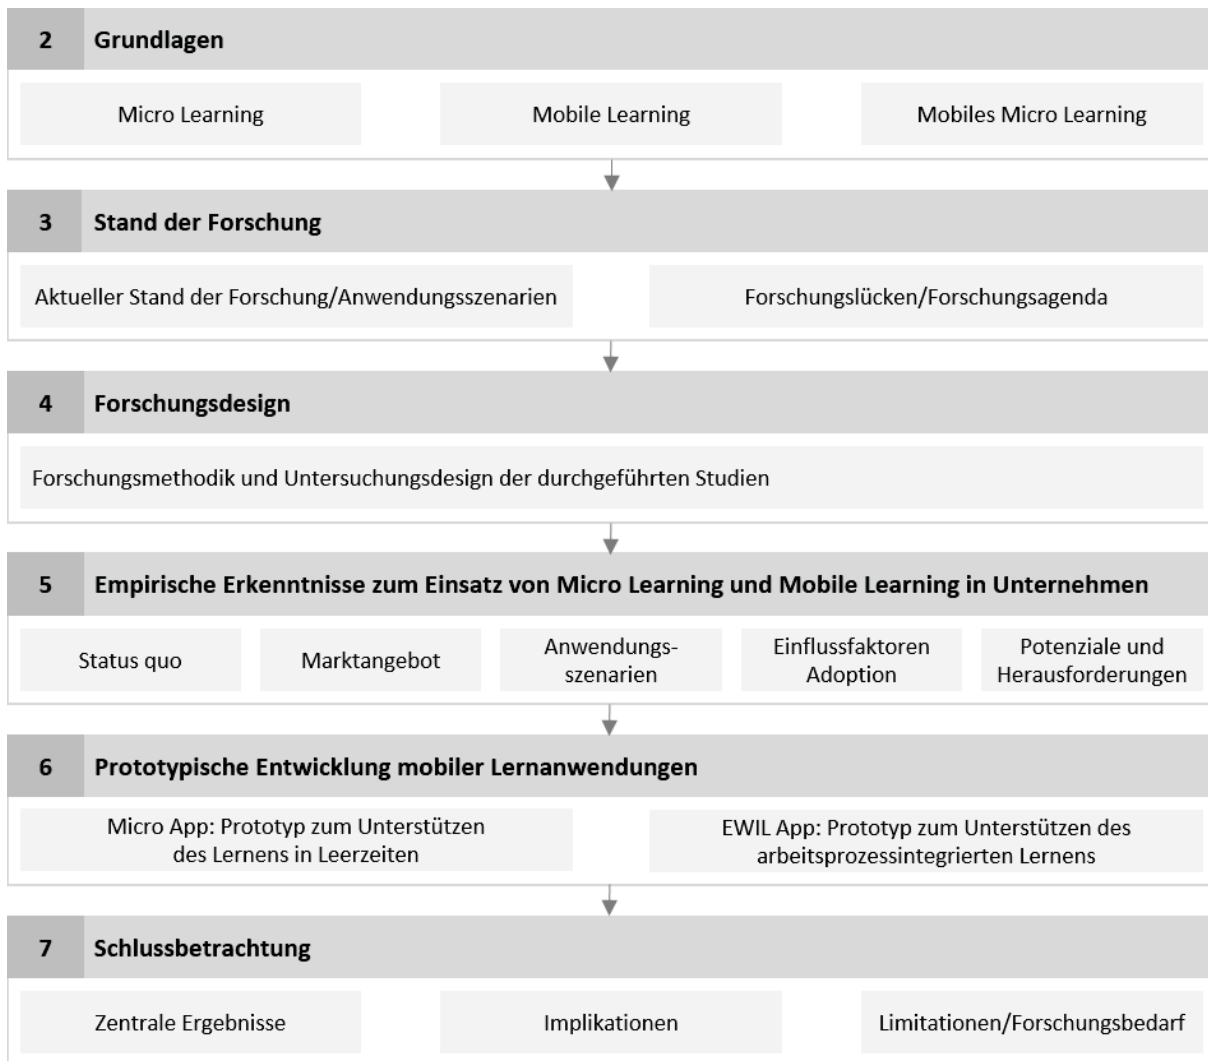 2 Grundlagen
Micro Learning
Mobile Learning
Mobiles Micro Learning
3 Stand der Forschung
Aktueller Stand der Forschung/Anwendungsszenarien
Forschungslücken/Forschungsagenda
4 Forschungsdesign
Forschungsmethodik und Untersuchungsdesign der durchgeführten Studien
5 Empirische Erkenntnisse zum Einsatz von Micro Learning und Mobile Learning in Unternehmen
Status quo
Marktangebot
Anwendungs-
szenarien
Einflussfaktoren
Adoption
Potenziale und
Herausforderungen
6 Prototypische Entwicklung mobiler Lernanwendungen
Micro App: Prototyp zum Unterstützen
des Lernens in Leerzeiten
EWIL App: Prototyp zum Unterstützen des
arbeitsprozessintegrierten Lernens
7 Schlussbetrachtung
Zentrale Ergebnisse
Implikationen
Limitationen/Forschungsbedarf